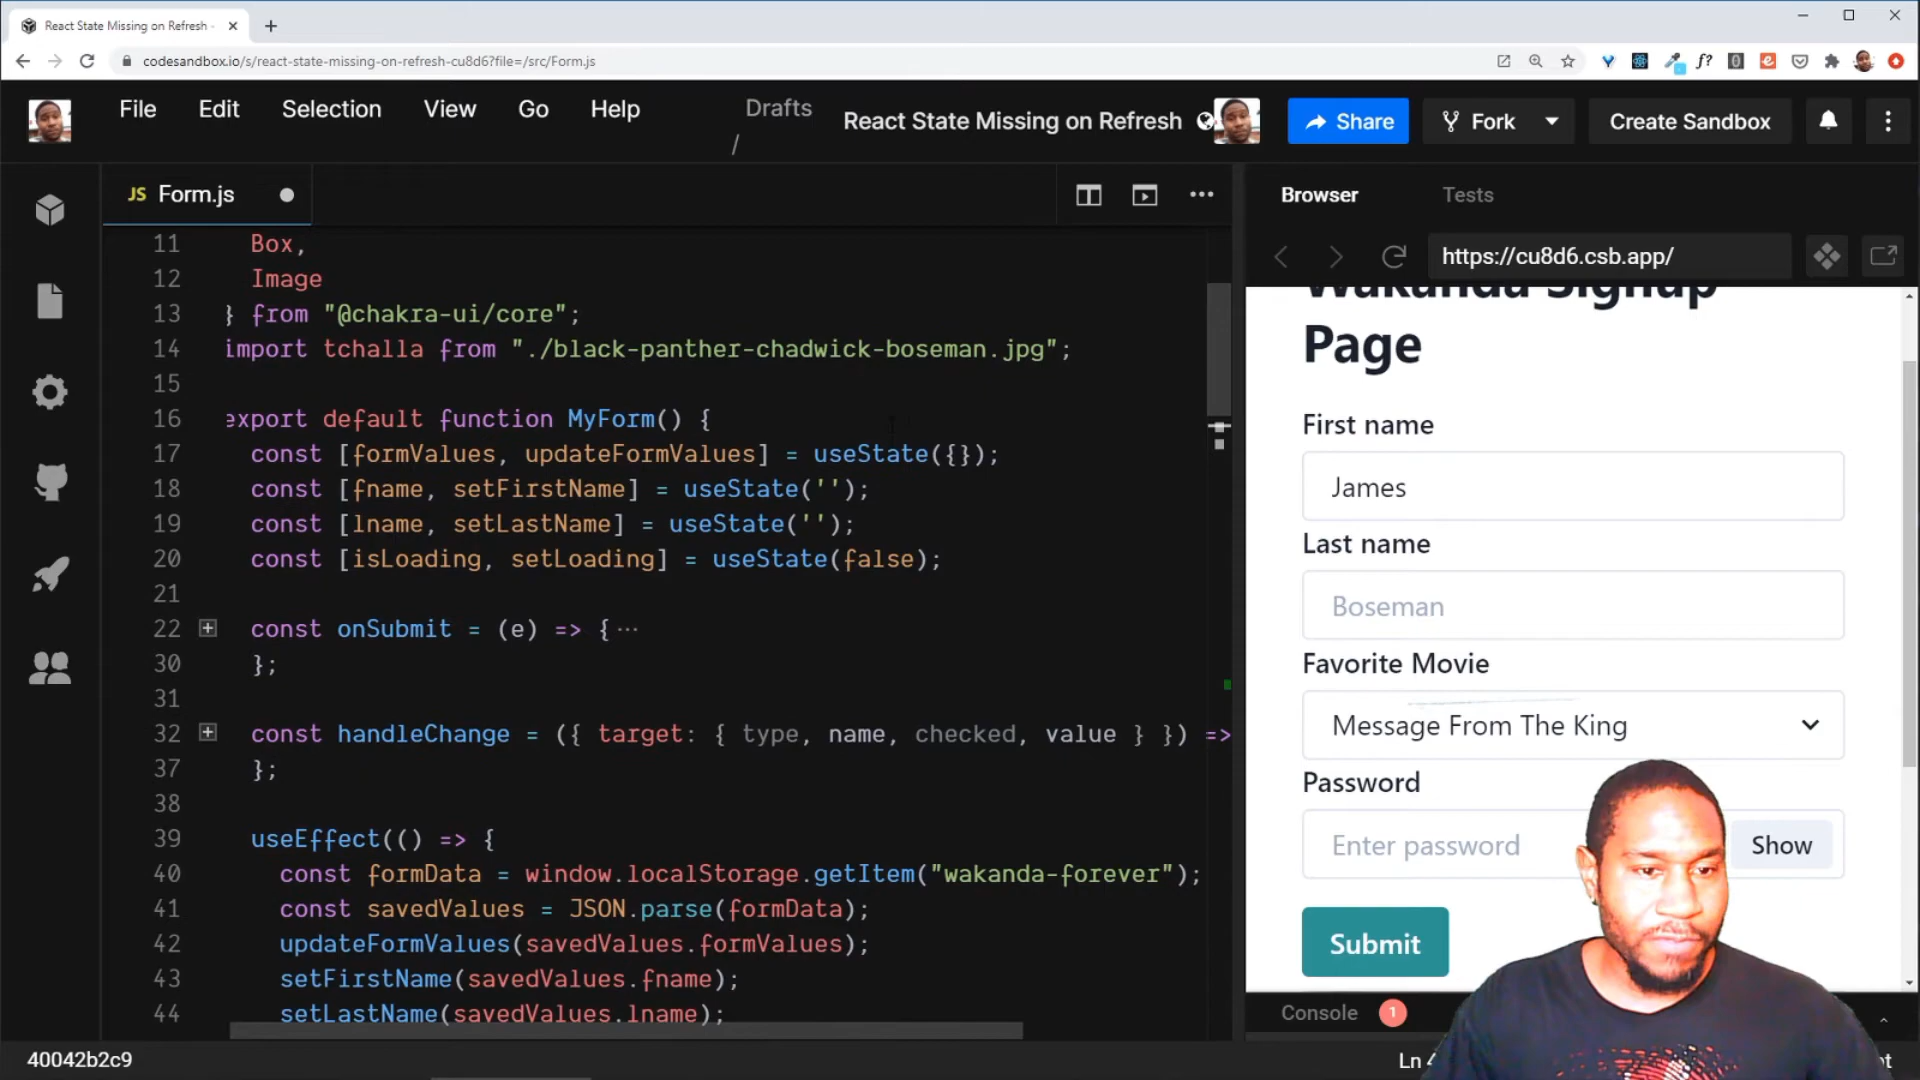 React State Missing on Refresh -
codesandbox.io/s/react-state-missing-on-refresh-cu8d6?file=/src/Form.js
File Edit Selection View Go Help
Drafts
/
React State Missing on Refresh
Share
Fork
Create Sandbox
JS Form.js
11 Box,
12 Image
13 } from "@chakra-ui/core";
14 import tchalla from "./black-panther-chadwick-boseman.jpg";
15
16 export default function MyForm() {
17 const [formValues, updateFormValues] = useState({});
18 const [fname, setFirstName] = useState('');
19 const [lname, setLastName] = useState('');
20 const [isLoading, setLoading] = useState(false);
21
22 const onSubmit = (e) => {···
30 };
31
32 const handleChange = ({ target: { type, name, checked, value } }) =>
37 };
38
39 useEffect(() => {
40 const formData = window.localStorage.getItem("wakanda-forever");
41 const savedValues = JSON.parse(formData);
42 updateFormValues(savedValues.formValues);
43 setFirstName(savedValues.fname);
44 setLastName(savedValues.lname);
40042b2c9
Browser Tests
https://cu8d6.csb.app/
Wakanda Signup
Page
First name
James
Last name
Boseman
Favorite Movie
Message From The King
Password
Enter password
Show
Submit
Console 1
Ln